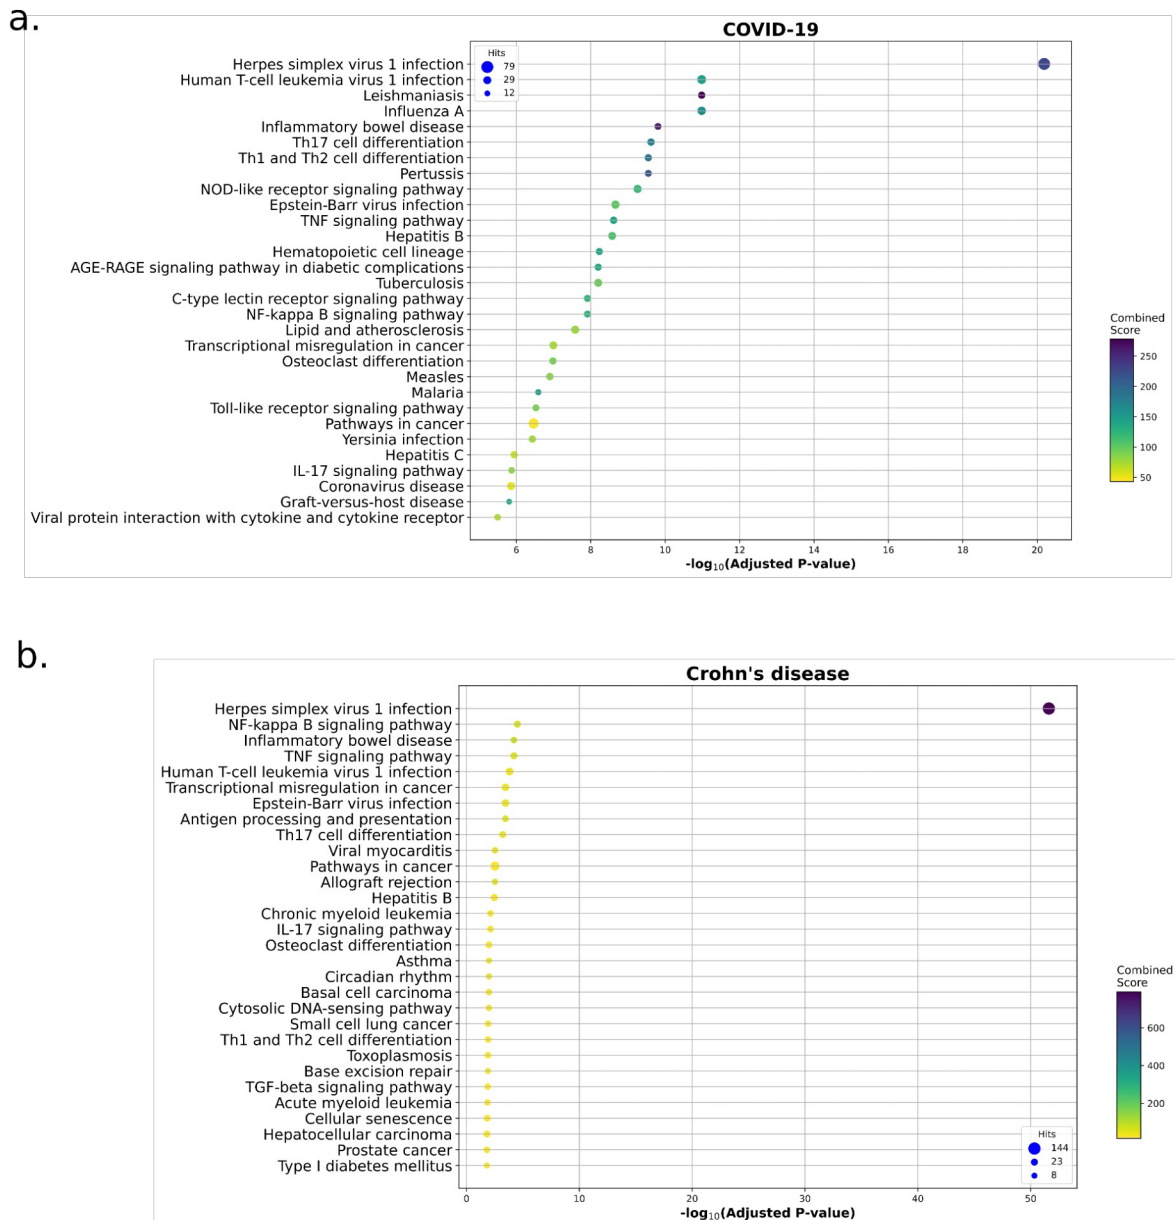 a.
COVID-19
Hits
79
29
12
Herpes simplex virus 1 infection
Human T-cell leukemia virus 1 infection
Leishmaniasis
Influenza A
Inflammatory bowel disease
Th17 cell differentiation
Th1 and Th2 cell differentiation
Pertussis
NOD-like receptor signaling pathway
Epstein-Barr virus infection
TNF signaling pathway
Hepatitis B
Hematopoietic cell lineage
AGE-RAGE signaling pathway in diabetic complications
Tuberculosis
C-type lectin receptor signaling pathway
NF-kappa B signaling pathway
Lipid and atherosclerosis
Transcriptional misregulation in cancer
Osteoclast differentiation
Measles
Malaria
Toll-like receptor signaling pathway
Pathways in cancer
Yersinia infection
Hepatitis C
IL-17 signaling pathway
Coronavirus disease
Graft-versus-host disease
Viral protein interaction with cytokine and cytokine receptor
6 8 10 12 14 16 18 20
-log₁₀(Adjusted P-value)
Combined
Score
250
200
150
100
50
b.
Crohn's disease
Herpes simplex virus 1 infection
NF-kappa B signaling pathway
Inflammatory bowel disease
TNF signaling pathway
Human T-cell leukemia virus 1 infection
Transcriptional misregulation in cancer
Epstein-Barr virus infection
Antigen processing and presentation
Th17 cell differentiation
Viral myocarditis
Pathways in cancer
Allograft rejection
Hepatitis B
Chronic myeloid leukemia
IL-17 signaling pathway
Osteoclast differentiation
Asthma
Circadian rhythm
Basal cell carcinoma
Cytosolic DNA-sensing pathway
Small cell lung cancer
Th1 and Th2 cell differentiation
Toxoplasmosis
Base excision repair
TGF-beta signaling pathway
Acute myeloid leukemia
Cellular senescence
Hepatocellular carcinoma
Prostate cancer
Type I diabetes mellitus
Hits
144
23
8
0 10 20 30 40 50
-log₁₀(Adjusted P-value)
Combined
Score
600
400
200